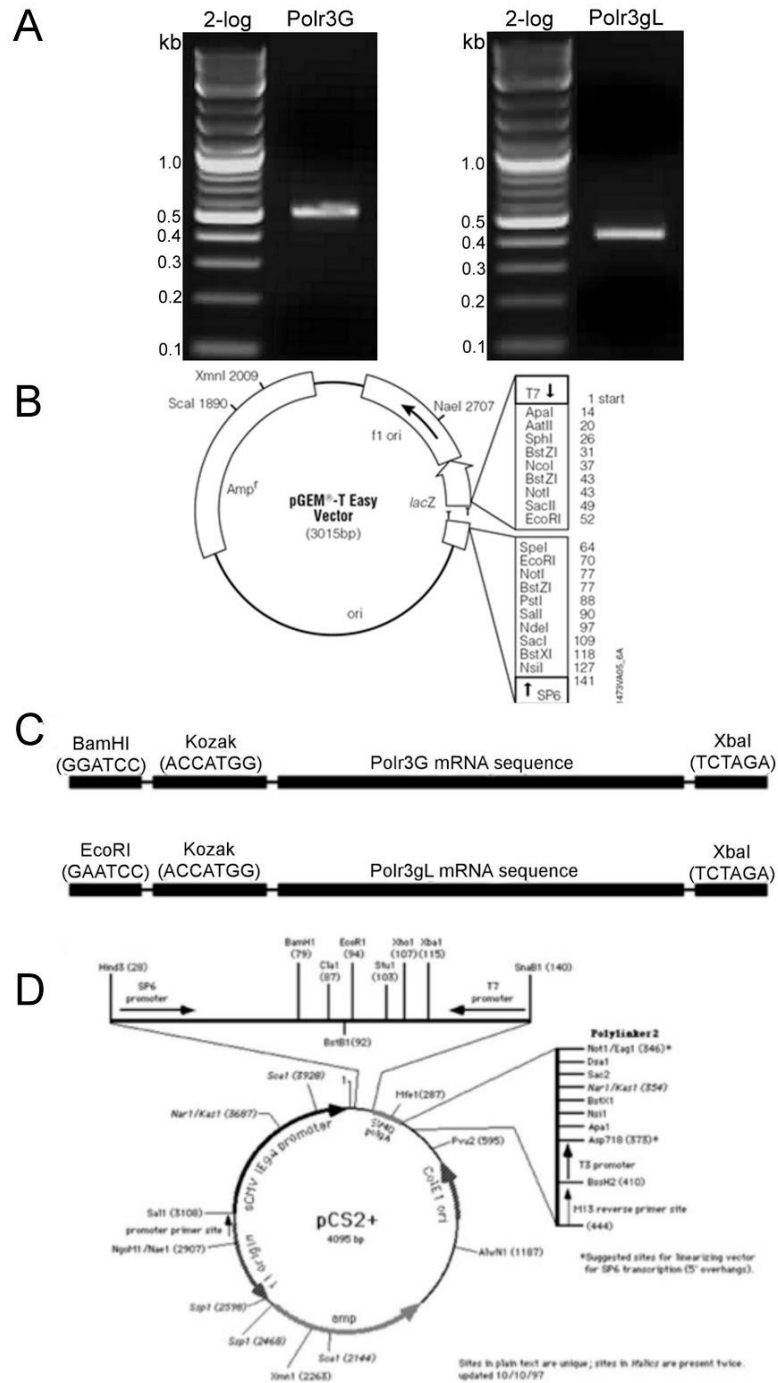 A
2-log Polr3G
kb
1.0
0.5
0.4
0.3
0.2
0.1
2-log Polr3gL
kb
1.0
0.5
0.4
0.3
0.2
0.1
B
XmnI 2009
ScaI 1890
NaeI 2707
f1 ori
Ampr
pGEM®-T Easy
Vector
(3015bp)
lacZ
T T
ori
T7 ↓
1 start
ApaI 14
AatII 20
SphI 26
BstZI 31
NcoI 37
BstZI 43
NotI 43
SacII 49
EcoRI 52
SpeI 64
EcoRI 70
NotI 77
BstZI 77
PstI 88
SalI 90
NdeI 97
SacI 109
BstXI 118
NsiI 127
141
↑ SP6
1473VA05_6A
C
BamHI
(GGATCC)
Kozak
(ACCATGG)
Polr3G mRNA sequence
XbaI
(TCTAGA)
EcoRI
(GAATCC)
Kozak
(ACCATGG)
Polr3gL mRNA sequence
XbaI
(TCTAGA)
D
Hind3 (28)
SP6
promoter
BamH1
(79)
Cla1
(87)
EcoR1
(94)
Stu1
(103)
Xho1
(107)
Xba1
(115)
SnaB1 (140)
T7
promoter
BstB1(92)
Polylinker2
Not1/Eag1 (346)*
Dsa1
Sac2
Nar1/Kas1 (354)
BstX1
Nsi1
Apa1
Asp718 (373)*
T3 promoter
BssH2 (410)
M13 reverse primer site
(444)
Sca1 (3928)
1
Mfe1(287)
SV40
polyA
Nar1/Kas1 (3687)
sCMV IE94 promoter
Pvu2 (595)
ColE1 ori
Sal1 (3108)
promoter primer site
NgoM1/Nae1 (2907)
pCS2+
4095 bp
AlwN1 (1187)
f1 origin
amp
Ssp1 (2598)
Ssp1 (2468)
Xmn1 (2263)
Sca1 (2144)
*Suggested sites for linearizing vector
for SP6 transcription (5' overhangs).
Sites in plain text are unique; sites in Italics are present twice.
updated 10/10/97